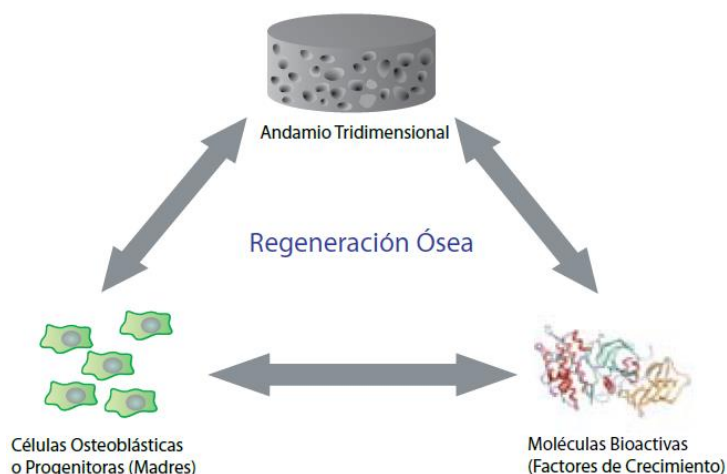 Andamio Tridimensional
Regeneración Ósea
Células Osteoblásticas
o Progenitoras (Madres)
Moléculas Bioactivas
(Factores de Crecimiento)